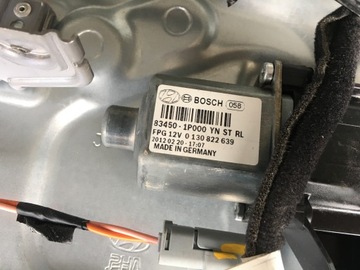 BOSCH 058
83450-1P000 YN ST RL
FPG 12V 0 130 822 639
2012 02 20 - 17:07
MADE IN GERMANY